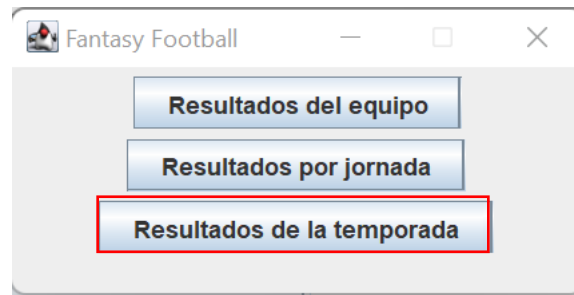 Fantasy Football
Resultados del equipo
Resultados por jornada
Resultados de la temporada